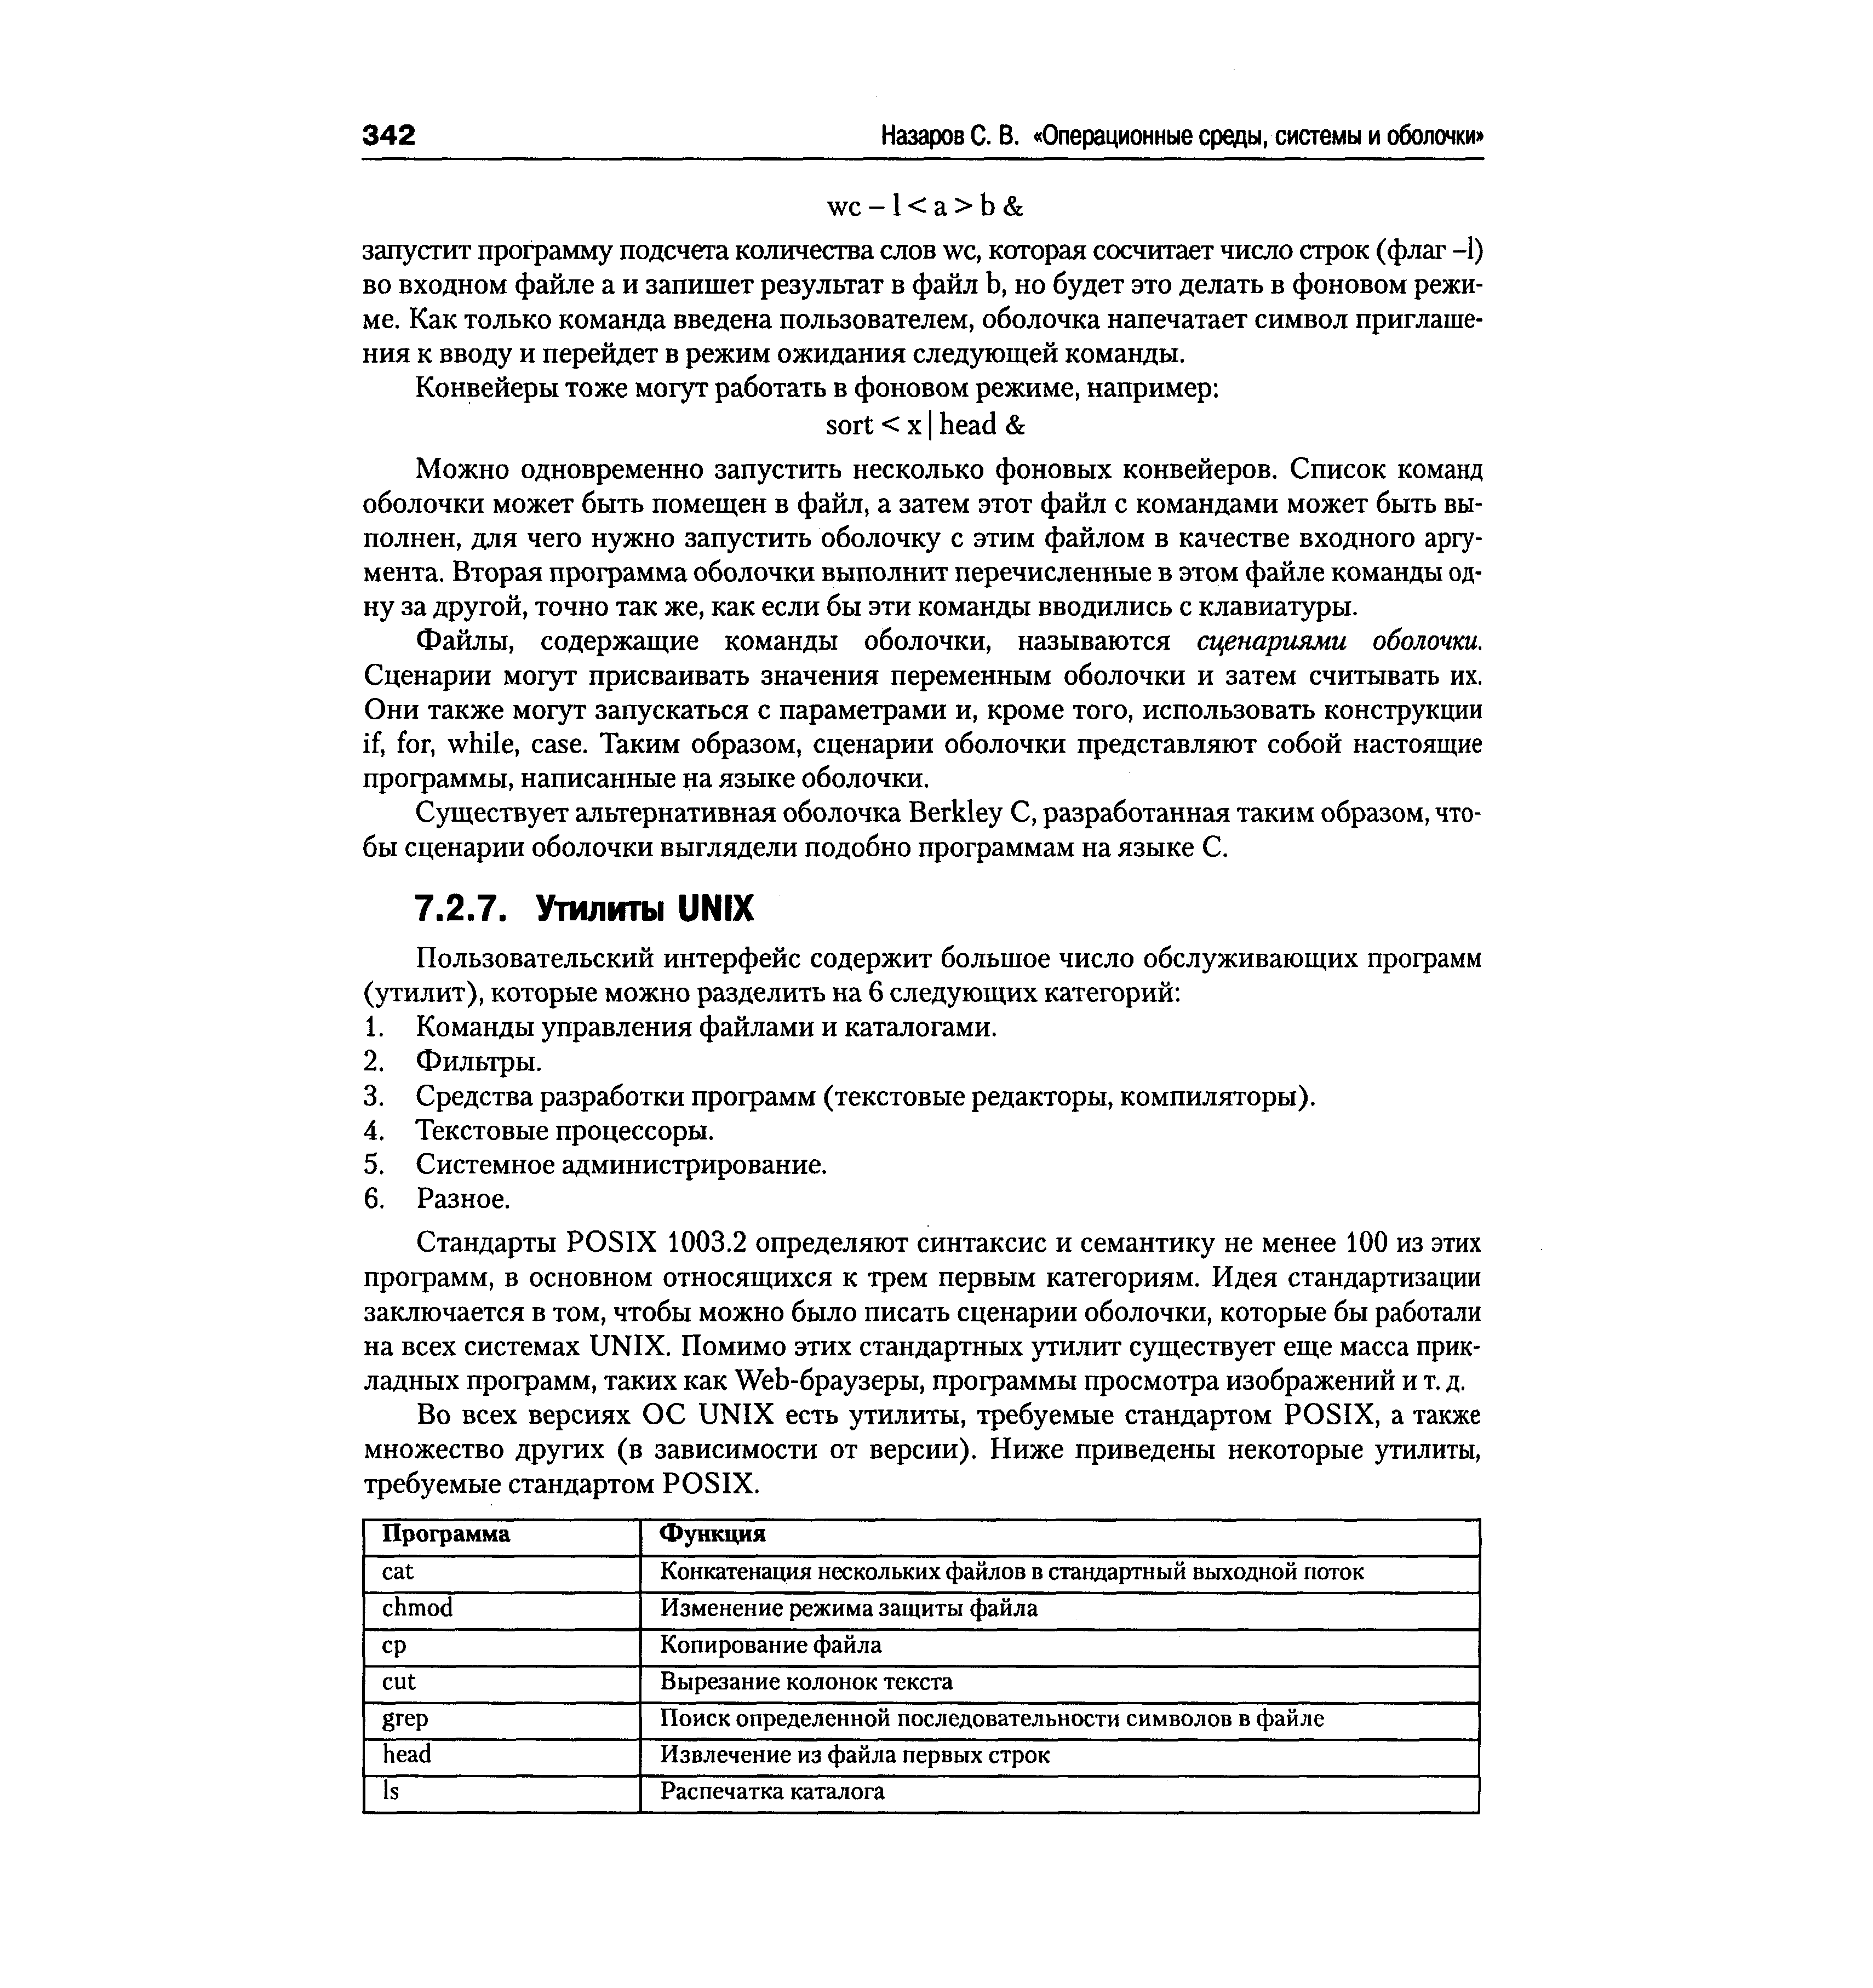 342 Назаров С. В. «Операционные среды, системы и оболочки»
wc – l < a > b &
запустит программу подсчета количества слов wc, которая сосчитает число строк (флаг –l)
во входном файле a и запишет результат в файл b, но будет это делать в фоновом режи-
ме. Как только команда введена пользователем, оболочка напечатает символ приглаше-
ния к вводу и перейдет в режим ожидания следующей команды.
Конвейеры тоже могут работать в фоновом режиме, например:
sort < x | head &
Можно одновременно запустить несколько фоновых конвейеров. Список команд
оболочки может быть помещен в файл, а затем этот файл с командами может быть вы-
полнен, для чего нужно запустить оболочку с этим файлом в качестве входного аргу-
мента. Вторая программа оболочки выполнит перечисленные в этом файле команды од-
ну за другой, точно так же, как если бы эти команды вводились с клавиатуры.
Файлы, содержащие команды оболочки, называются сценариями оболочки.
Сценарии могут присваивать значения переменным оболочки и затем считывать их.
Они также могут запускаться с параметрами и, кроме того, использовать конструкции
if, for, while, case. Таким образом, сценарии оболочки представляют собой настоящие
программы, написанные на языке оболочки.
Существует альтернативная оболочка Berkley C, разработанная таким образом, что-
бы сценарии оболочки выглядели подобно программам на языке C.
7.2.7. Утилиты UNIX
Пользовательский интерфейс содержит большое число обслуживающих программ
(утилит), которые можно разделить на 6 следующих категорий:
1. Команды управления файлами и каталогами.
2. Фильтры.
3. Средства разработки программ (текстовые редакторы, компиляторы).
4. Текстовые процессоры.
5. Системное администрирование.
6. Разное.
Стандарты POSIX 1003.2 определяют синтаксис и семантику не менее 100 из этих
программ, в основном относящихся к трем первым категориям. Идея стандартизации
заключается в том, чтобы можно было писать сценарии оболочки, которые бы работали
на всех системах UNIX. Помимо этих стандартных утилит существует еще масса прик-
ладных программ, таких как Web-браузеры, программы просмотра изображений и т. д.
Во всех версиях ОС UNIX есть утилиты, требуемые стандартом POSIX, а также
множество других (в зависимости от версии). Ниже приведены некоторые утилиты,
требуемые стандартом POSIX.
Программа Функция
cat Конкатенация нескольких файлов в стандартный выходной поток
chmod Изменение режима защиты файла
cp Копирование файла
cut Вырезание колонок текста
grep Поиск определенной последовательности символов в файле
head Извлечение из файла первых строк
ls Распечатка каталога